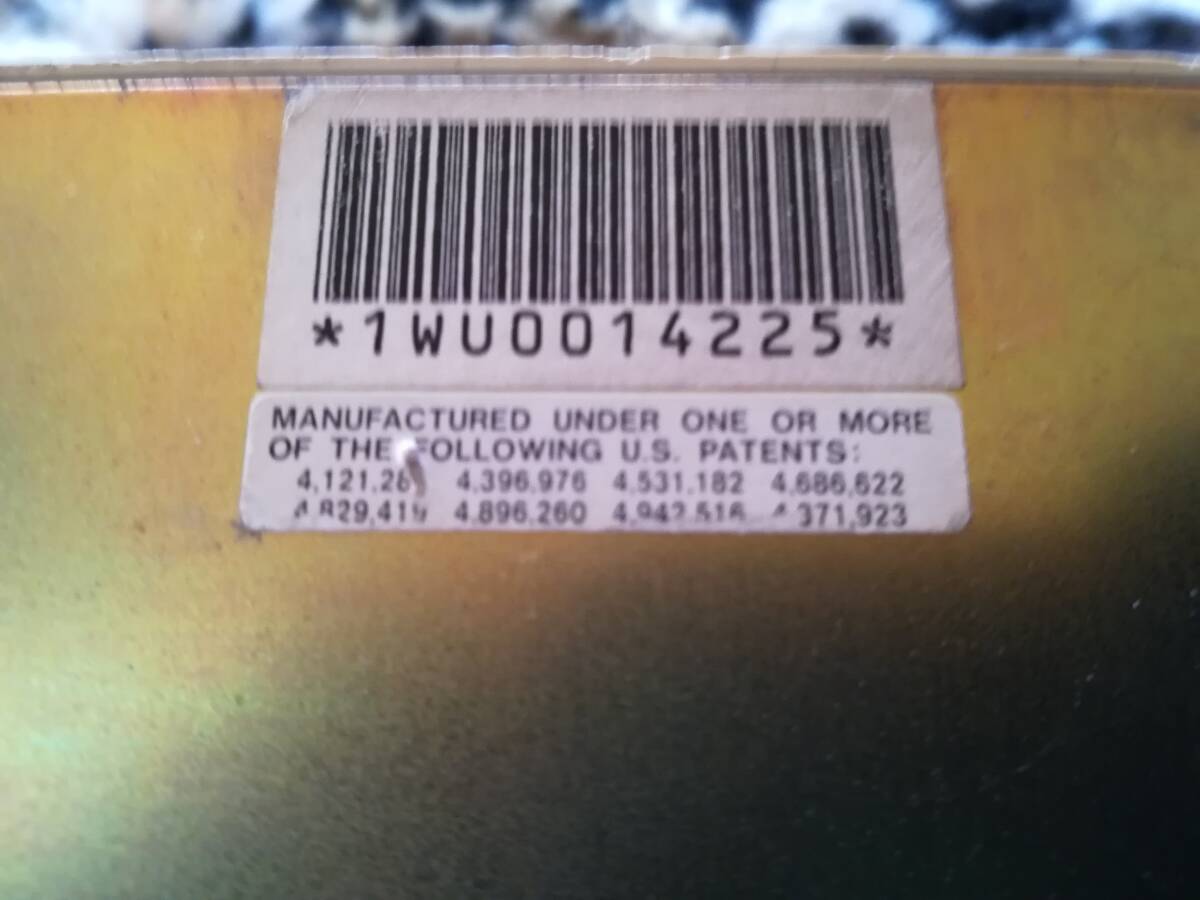 *1WU0014225*
MANUFACTURED UNDER ONE OR MORE
OF THE FOLLOWING U.S. PATENTS:
4,396,976 4,531,182 4,686,622
4,896,260